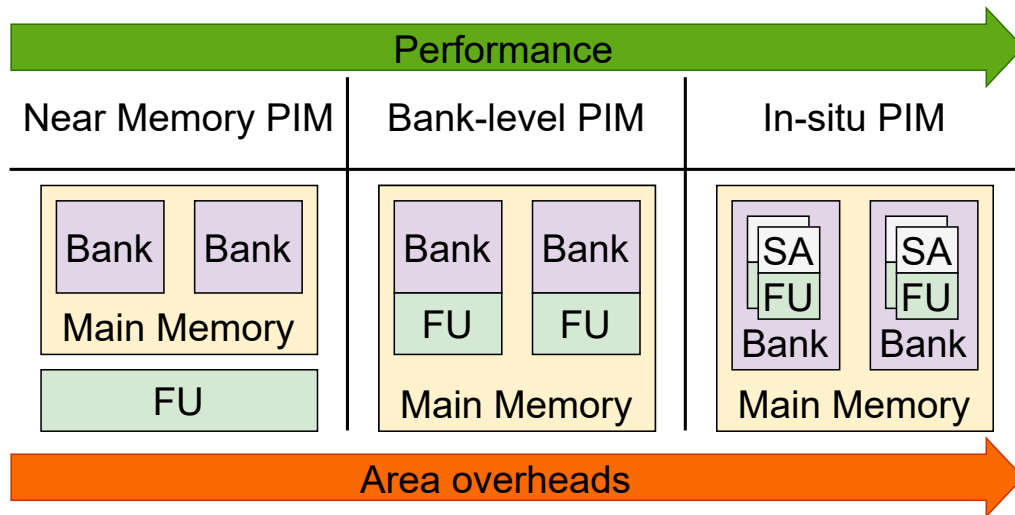 Performance
Near Memory PIM
Bank-level PIM
In-situ PIM
Bank
Bank
Main Memory
FU
Bank
Bank
FU
FU
Main Memory
SA
FU
Bank
SA
FU
Bank
Main Memory
Area overheads